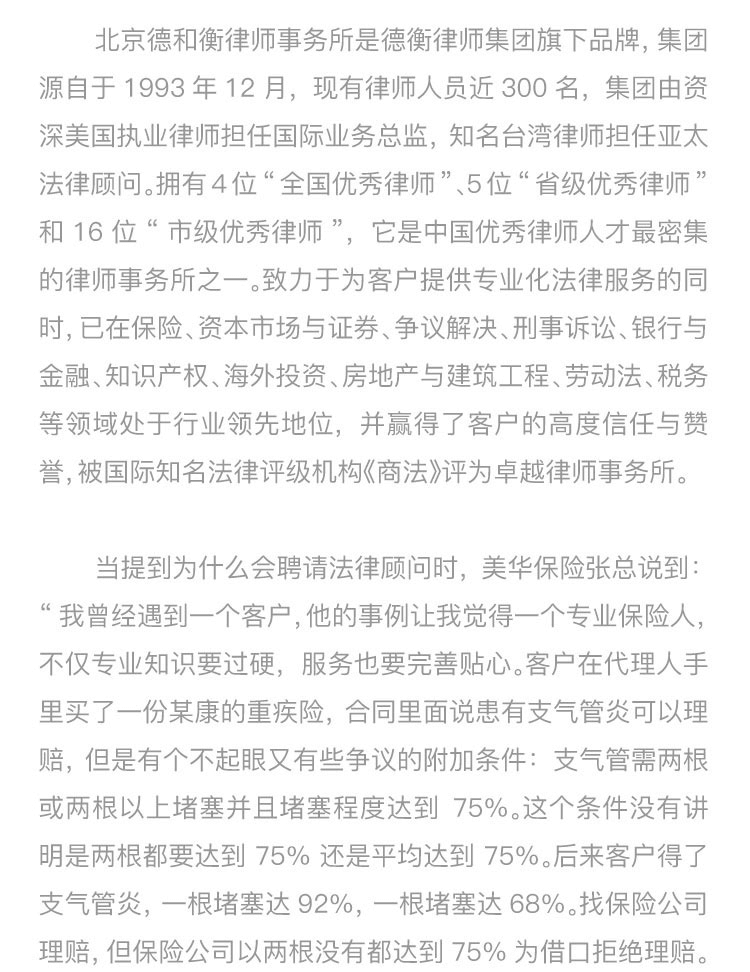 北京德和衡律师事务所是德衡律师集团旗下品牌，集团
源自于 1993 年 12 月，现有律师人员近 300 名，集团由资
深美国执业律师担任国际业务总监，知名台湾律师担任亚太
法律顾问。拥有 4 位 “ 全国优秀律师 ”、5 位 “ 省级优秀律师 ”
和 16 位 “ 市级优秀律师 ”，它是中国优秀律师人才最密集
的律师事务所之一。致力于为客户提供专业化法律服务的同
时，已在保险、资本市场与证券、争议解决、刑事诉讼、银行与
金融、知识产权、海外投资、房地产与建筑工程、劳动法、税务
等领域处于行业领先地位，并赢得了客户的高度信任与赞
誉，被国际知名法律评级机构《商法》评为卓越律师事务所。
当提到为什么会聘请法律顾问时，美华保险张总说到：
“ 我曾经遇到一个客户，他的事例让我觉得一个专业保险人，
不仅专业知识要过硬，服务也要完善贴心。客户在代理人手
里买了一份某康的重疾险，合同里面说患有支气管炎可以理
赔，但是有个不起眼又有些争议的附加条件：支气管需两根
或两根以上堵塞并且堵塞程度达到 75%。这个条件没有讲
明是两根都要达到 75% 还是平均达到 75%。后来客户得了
支气管炎，一根堵塞达 92%，一根堵塞达 68%。找保险公司
理赔，但保险公司以两根没有都达到 75% 为借口拒绝理赔。